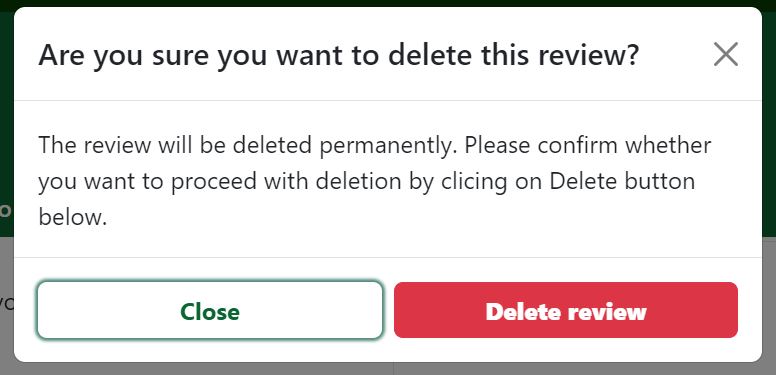 Are you sure you want to delete this review?
The review will be deleted permanently. Please confirm whether
you want to proceed with deletion by clicing on Delete button
below.
Close
Delete review